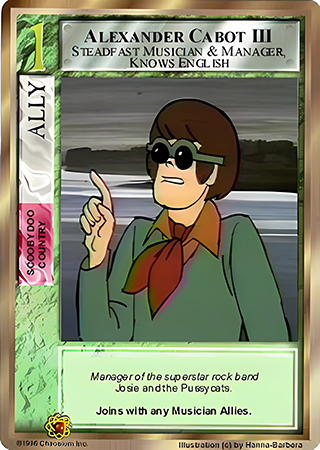 1
ALEXANDER CABOT III
STEADFAST MUSICIAN & MANAGER,
KNOWS ENGLISH
ALLY
SCOOBYDOO
COUNTRY
Manager of the superstar rock band
Josie and the Pussycats.
Joins with any Musician Allies.
©1996 Chaosium Inc.
Illustration (c) by Hanna-Barbera